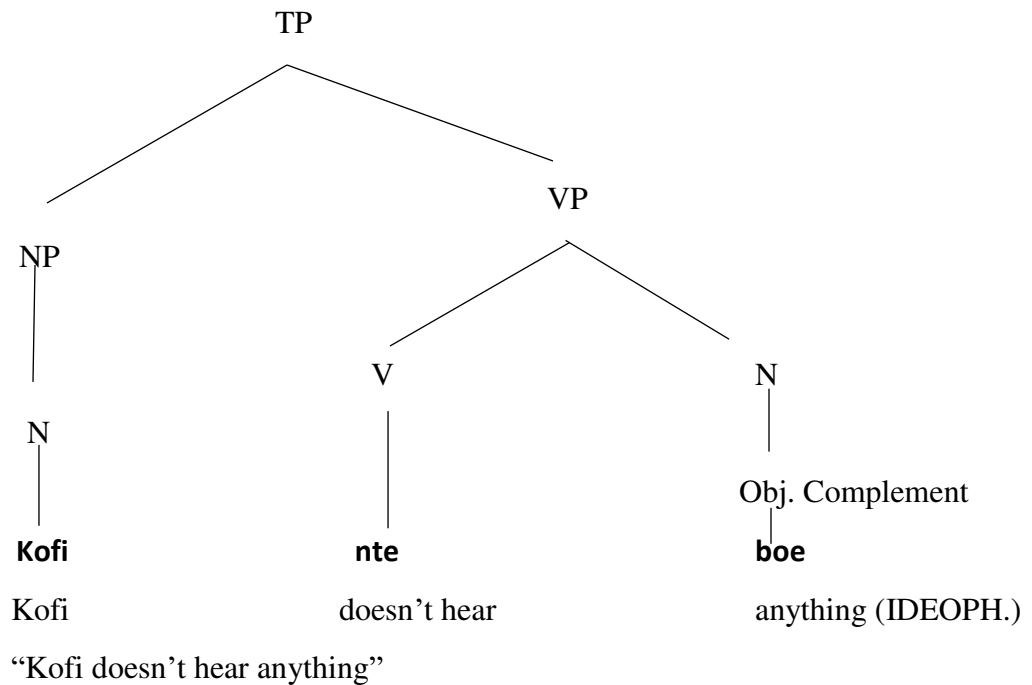 TP
VP
NP
V N
N
Obj. Complement
Kofi nte boe
Kofi doesn’t hear anything (IDEOPH.)
“Kofi doesn’t hear anything”